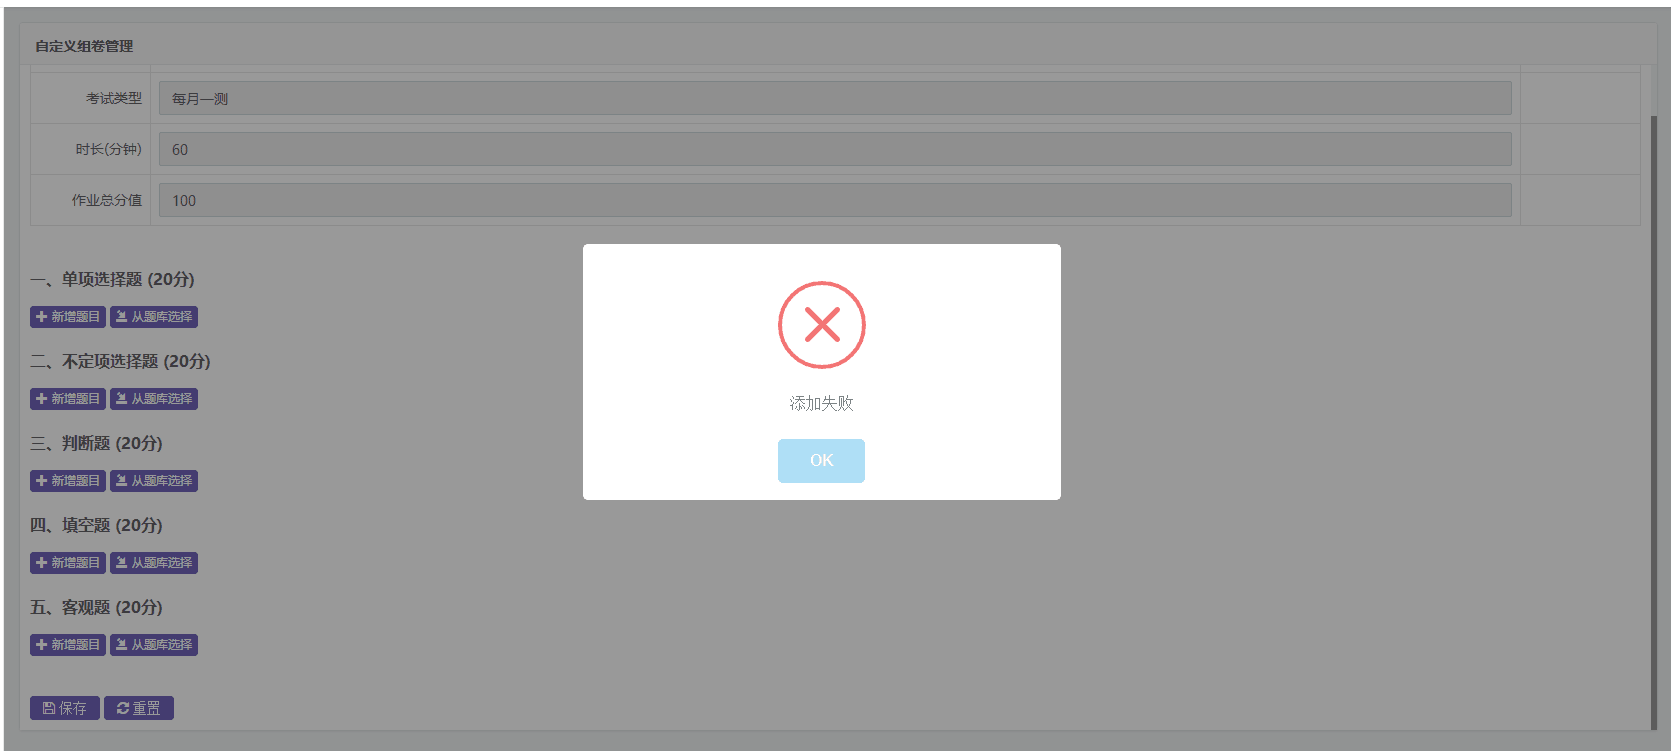 自定义组卷管理
考试类型 每月一测
时长(分钟) 60
作业总分值 100
一、单项选择题 (20分)
新增题目 从题库选择
二、不定项选择题 (20分)
新增题目 从题库选择
三、判断题 (20分)
新增题目 从题库选择
四、填空题 (20分)
新增题目 从题库选择
五、客观题 (20分)
新增题目 从题库选择
保存 重置
添加失败
OK